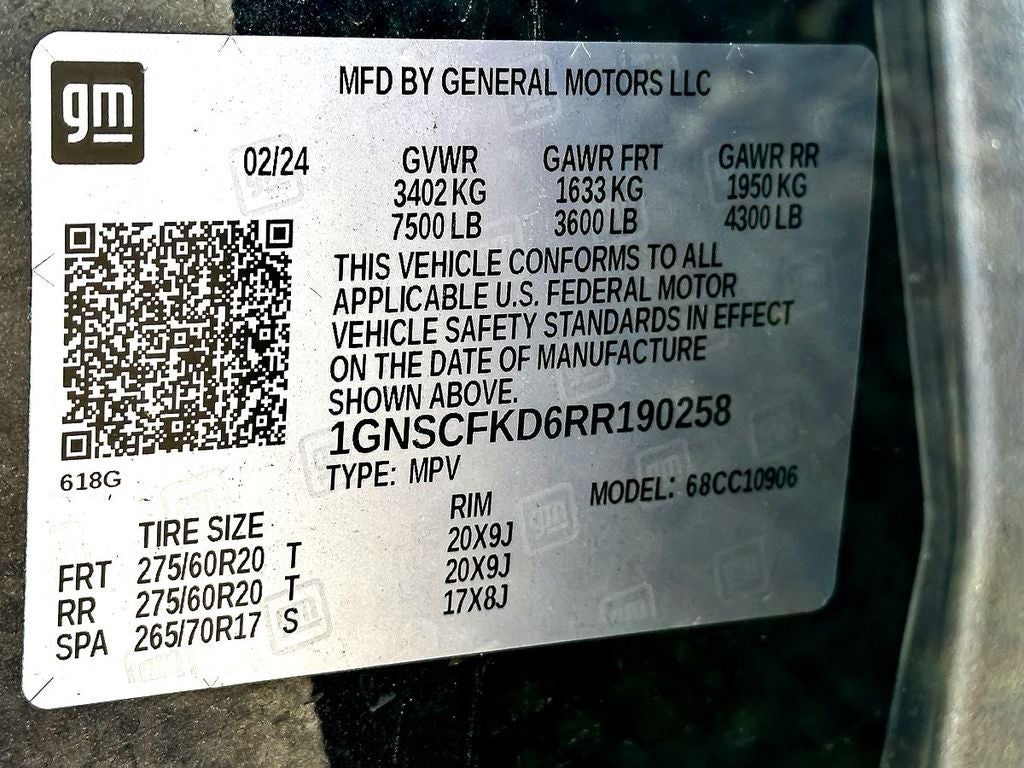 gm
MFD BY GENERAL MOTORS LLC
02/24 GVWR GAWR FRT GAWR RR
3402 KG 1633 KG 1950 KG
7500 LB 3600 LB 4300 LB
THIS VEHICLE CONFORMS TO ALL
APPLICABLE U.S. FEDERAL MOTOR
VEHICLE SAFETY STANDARDS IN EFFECT
ON THE DATE OF MANUFACTURE
SHOWN ABOVE.
1GNSCFKD6RR190258
618G
TYPE: MPV
MODEL: 68CC10906
TIRE SIZE RIM
FRT 275/60R20 T 20X9J
RR 275/60R20 T 20X9J
SPA 265/70R17 S 17X8J